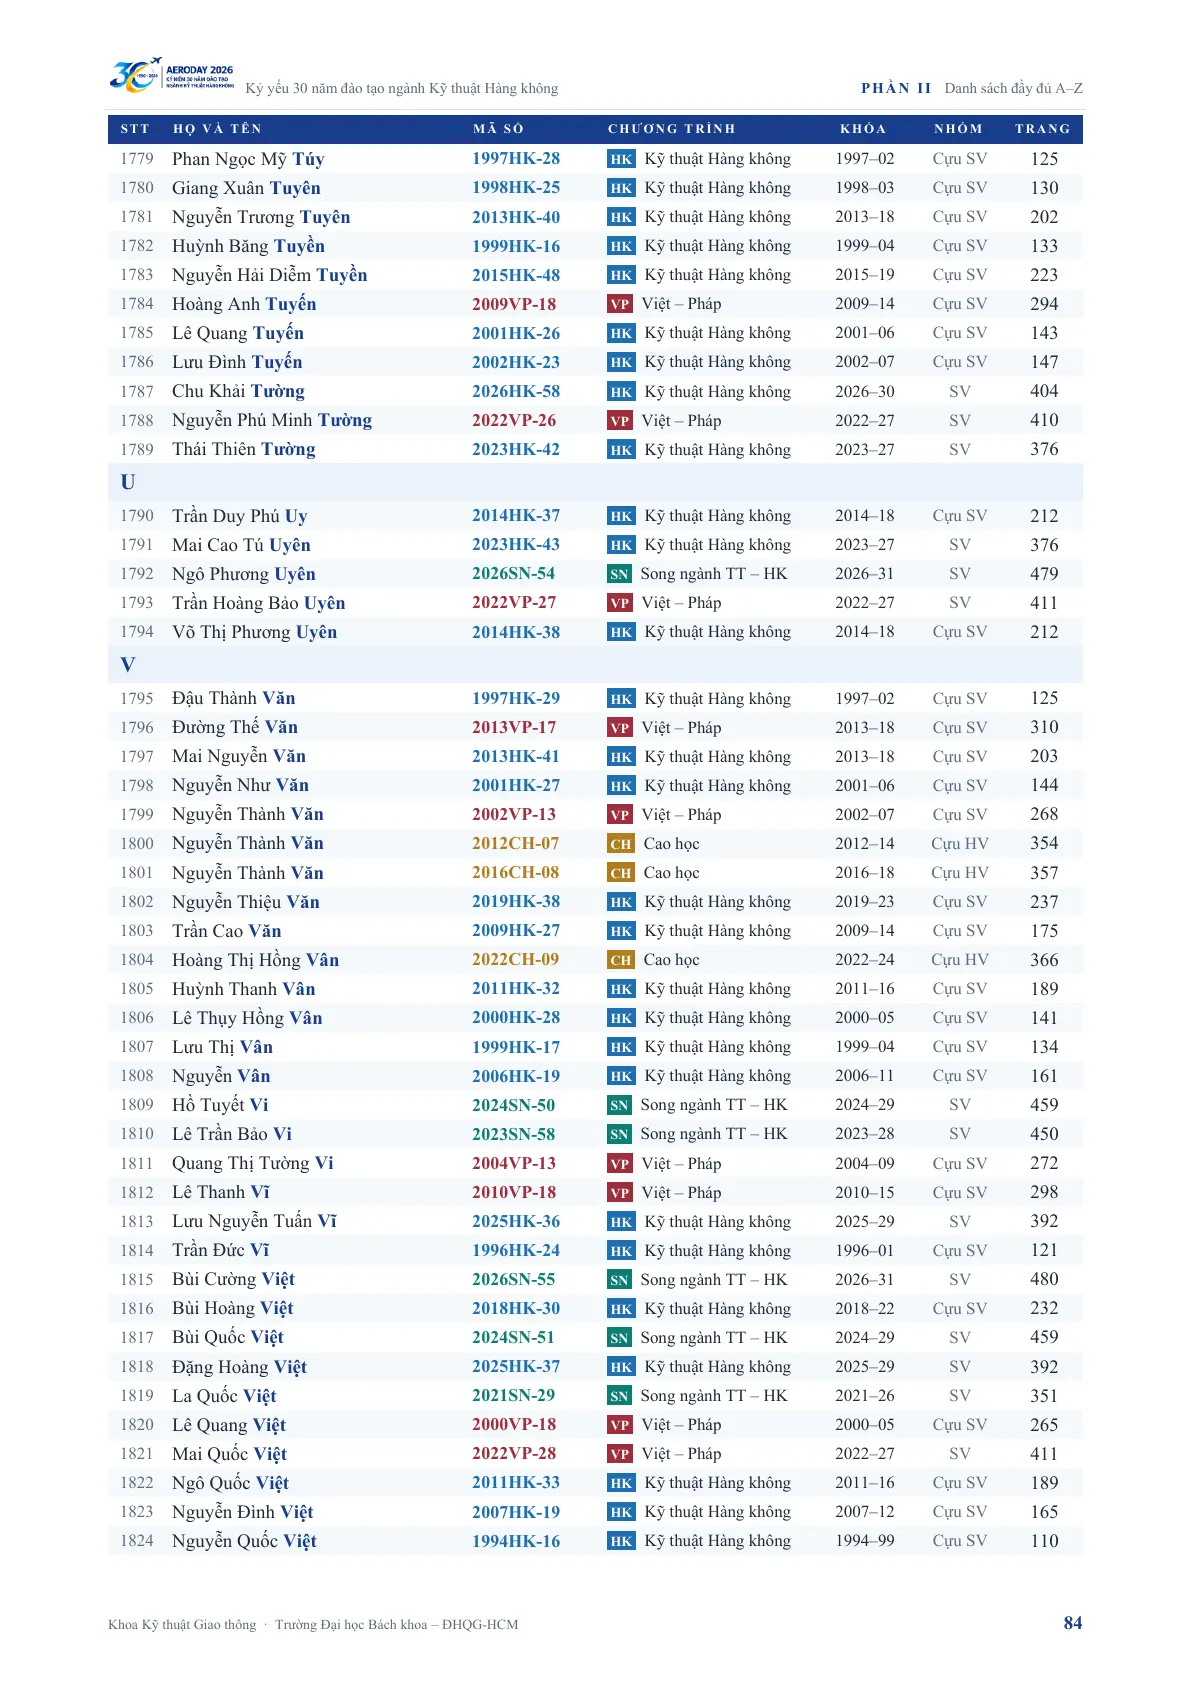 30 1996 - 2026 AERODAY 2026
KỶ NIỆM 30 NĂM ĐÀO TẠO
NGÀNH KỸ THUẬT HÀNG KHÔNG
Kỷ yếu 30 năm đào tạo ngành Kỹ thuật Hàng không PHẦN II Danh sách đầy đủ A–Z
STT HỌ VÀ TÊN MÃ SỐ CHƯƠNG TRÌNH KHÓA NHÓM TRANG
1779 Phan Ngọc Mỹ Túy 1997HK-28 HK Kỹ thuật Hàng không 1997–02 Cựu SV 125
1780 Giang Xuân Tuyên 1998HK-25 HK Kỹ thuật Hàng không 1998–03 Cựu SV 130
1781 Nguyễn Trương Tuyên 2013HK-40 HK Kỹ thuật Hàng không 2013–18 Cựu SV 202
1782 Huỳnh Băng Tuyền 1999HK-16 HK Kỹ thuật Hàng không 1999–04 Cựu SV 133
1783 Nguyễn Hải Diễm Tuyền 2015HK-48 HK Kỹ thuật Hàng không 2015–19 Cựu SV 223
1784 Hoàng Anh Tuyến 2009VP-18 VP Việt – Pháp 2009–14 Cựu SV 294
1785 Lê Quang Tuyến 2001HK-26 HK Kỹ thuật Hàng không 2001–06 Cựu SV 143
1786 Lưu Đình Tuyến 2002HK-23 HK Kỹ thuật Hàng không 2002–07 Cựu SV 147
1787 Chu Khải Tường 2026HK-58 HK Kỹ thuật Hàng không 2026–30 SV 404
1788 Nguyễn Phú Minh Tường 2022VP-26 VP Việt – Pháp 2022–27 SV 410
1789 Thái Thiên Tường 2023HK-42 HK Kỹ thuật Hàng không 2023–27 SV 376
U
1790 Trần Duy Phú Uy 2014HK-37 HK Kỹ thuật Hàng không 2014–18 Cựu SV 212
1791 Mai Cao Tú Uyên 2023HK-43 HK Kỹ thuật Hàng không 2023–27 SV 376
1792 Ngô Phương Uyên 2026SN-54 SN Song ngành TT – HK 2026–31 SV 479
1793 Trần Hoàng Bảo Uyên 2022VP-27 VP Việt – Pháp 2022–27 SV 411
1794 Võ Thị Phương Uyên 2014HK-38 HK Kỹ thuật Hàng không 2014–18 Cựu SV 212
V
1795 Đậu Thành Văn 1997HK-29 HK Kỹ thuật Hàng không 1997–02 Cựu SV 125
1796 Đường Thế Văn 2013VP-17 VP Việt – Pháp 2013–18 Cựu SV 310
1797 Mai Nguyễn Văn 2013HK-41 HK Kỹ thuật Hàng không 2013–18 Cựu SV 203
1798 Nguyễn Như Văn 2001HK-27 HK Kỹ thuật Hàng không 2001–06 Cựu SV 144
1799 Nguyễn Thành Văn 2002VP-13 VP Việt – Pháp 2002–07 Cựu SV 268
1800 Nguyễn Thành Văn 2012CH-07 CH Cao học 2012–14 Cựu HV 354
1801 Nguyễn Thành Văn 2016CH-08 CH Cao học 2016–18 Cựu HV 357
1802 Nguyễn Thiệu Văn 2019HK-38 HK Kỹ thuật Hàng không 2019–23 Cựu SV 237
1803 Trần Cao Văn 2009HK-27 HK Kỹ thuật Hàng không 2009–14 Cựu SV 175
1804 Hoàng Thị Hồng Vân 2022CH-09 CH Cao học 2022–24 Cựu HV 366
1805 Huỳnh Thanh Vân 2011HK-32 HK Kỹ thuật Hàng không 2011–16 Cựu SV 189
1806 Lê Thụy Hồng Vân 2000HK-28 HK Kỹ thuật Hàng không 2000–05 Cựu SV 141
1807 Lưu Thị Vân 1999HK-17 HK Kỹ thuật Hàng không 1999–04 Cựu SV 134
1808 Nguyễn Vân 2006HK-19 HK Kỹ thuật Hàng không 2006–11 Cựu SV 161
1809 Hồ Tuyết Vi 2024SN-50 SN Song ngành TT – HK 2024–29 SV 459
1810 Lê Trần Bảo Vi 2023SN-58 SN Song ngành TT – HK 2023–28 SV 450
1811 Quang Thị Tường Vi 2004VP-13 VP Việt – Pháp 2004–09 Cựu SV 272
1812 Lê Thanh Vĩ 2010VP-18 VP Việt – Pháp 2010–15 Cựu SV 298
1813 Lưu Nguyễn Tuấn Vĩ 2025HK-36 HK Kỹ thuật Hàng không 2025–29 SV 392
1814 Trần Đức Vĩ 1996HK-24 HK Kỹ thuật Hàng không 1996–01 Cựu SV 121
1815 Bùi Cường Việt 2026SN-55 SN Song ngành TT – HK 2026–31 SV 480
1816 Bùi Hoàng Việt 2018HK-30 HK Kỹ thuật Hàng không 2018–22 Cựu SV 232
1817 Bùi Quốc Việt 2024SN-51 SN Song ngành TT – HK 2024–29 SV 459
1818 Đặng Hoàng Việt 2025HK-37 HK Kỹ thuật Hàng không 2025–29 SV 392
1819 La Quốc Việt 2021SN-29 SN Song ngành TT – HK 2021–26 SV 351
1820 Lê Quang Việt 2000VP-18 VP Việt – Pháp 2000–05 Cựu SV 265
1821 Mai Quốc Việt 2022VP-28 VP Việt – Pháp 2022–27 SV 411
1822 Ngô Quốc Việt 2011HK-33 HK Kỹ thuật Hàng không 2011–16 Cựu SV 189
1823 Nguyễn Đình Việt 2007HK-19 HK Kỹ thuật Hàng không 2007–12 Cựu SV 165
1824 Nguyễn Quốc Việt 1994HK-16 HK Kỹ thuật Hàng không 1994–99 Cựu SV 110
Khoa Kỹ thuật Giao thông · Trường Đại học Bách khoa – ĐHQG-HCM 84